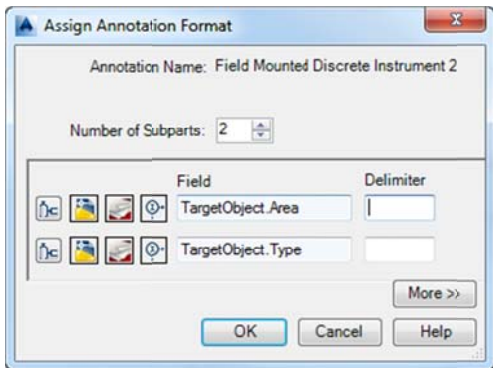 Assign Annotation Format
Annotation Name: Field Mounted Discrete Instrument 2
Number of Subparts: 2
Field Delimiter
TargetObject.Area
TargetObject.Type
More >>
OK Cancel Help